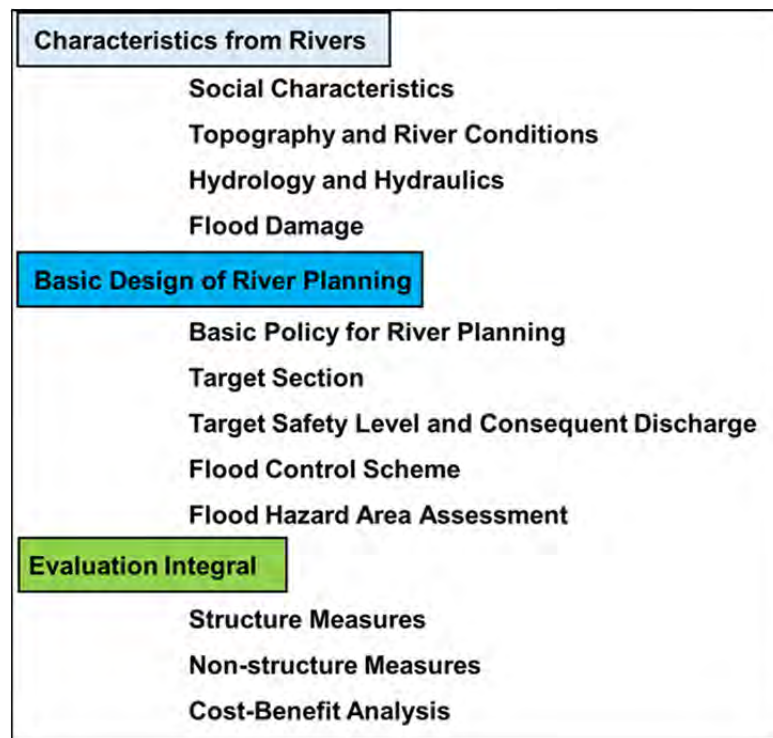 Characteristics from Rivers
Social Characteristics
Topography and River Conditions
Hydrology and Hydraulics
Flood Damage
Basic Design of River Planning
Basic Policy for River Planning
Target Section
Target Safety Level and Consequent Discharge
Flood Control Scheme
Flood Hazard Area Assessment
Evaluation Integral
Structure Measures
Non-structure Measures
Cost-Benefit Analysis